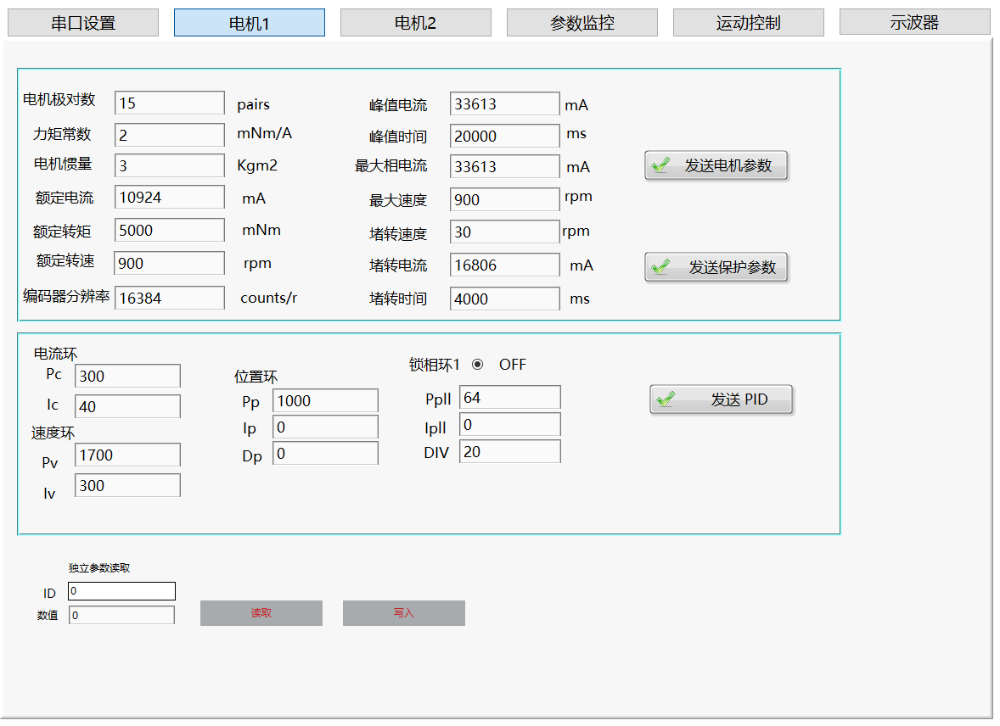 串口设置 电机1 电机2 参数监控 运动控制 示波器
电机极对数 15 pairs 峰值电流 33613 mA
力矩常数 2 mNm/A 峰值时间 20000 ms
电机惯量 3 Kgm2 最大相电流 33613 mA 发送电机参数
额定电流 10924 mA 最大速度 900 rpm
额定转矩 5000 mNm 堵转速度 30 rpm
额定转速 900 rpm 堵转电流 16806 mA 发送保护参数
编码器分辨率 16384 counts/r 堵转时间 4000 ms
电流环
Pc 300
Ic 40
速度环
Pv 1700
Iv 300
位置环
Pp 1000
Ip 0
Dp 0
锁相环1 OFF
Ppll 64
Ipll 0
DIV 20
发送 PID
独立参数读取
ID 0
数值 0
读取 写入